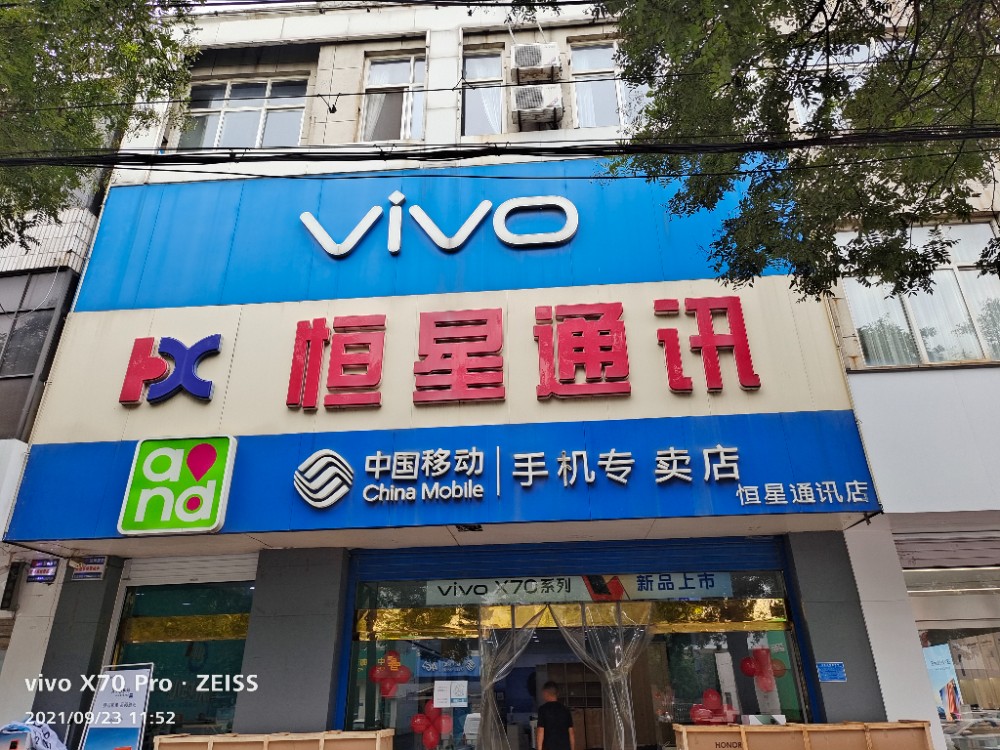 vivo
恒星通讯
and
中国移动 手机专卖店
China Mobile
恒星通讯店
vivo X70系列 新品上市
vivo X70 Pro · ZEISS
2021/09/23 11:52
HONOR